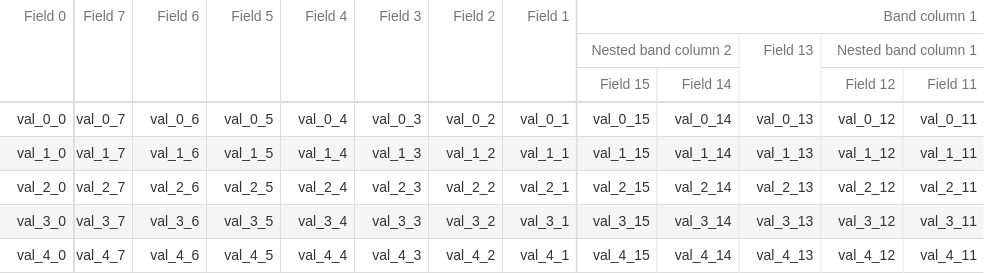 Field 0 Field 7 Field 6 Field 5 Field 4 Field 3 Field 2 Field 1 Band column 1
Nested band column 2 Field 13 Nested band column 1
Field 15 Field 14 Field 12 Field 11
val_0_0 val_0_7 val_0_6 val_0_5 val_0_4 val_0_3 val_0_2 val_0_1 val_0_15 val_0_14 val_0_13 val_0_12 val_0_11
val_1_0 val_1_7 val_1_6 val_1_5 val_1_4 val_1_3 val_1_2 val_1_1 val_1_15 val_1_14 val_1_13 val_1_12 val_1_11
val_2_0 val_2_7 val_2_6 val_2_5 val_2_4 val_2_3 val_2_2 val_2_1 val_2_15 val_2_14 val_2_13 val_2_12 val_2_11
val_3_0 val_3_7 val_3_6 val_3_5 val_3_4 val_3_3 val_3_2 val_3_1 val_3_15 val_3_14 val_3_13 val_3_12 val_3_11
val_4_0 val_4_7 val_4_6 val_4_5 val_4_4 val_4_3 val_4_2 val_4_1 val_4_15 val_4_14 val_4_13 val_4_12 val_4_11